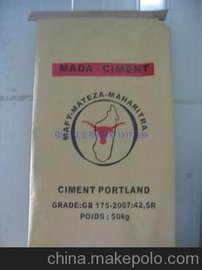 MADA - CIMENT
MAFY-MATEZA-MAHARITRA
CIMENT PORTLAND
GRADE:GB 175-2007:42,5R
POIDS : 50kg
china.makepolo.com